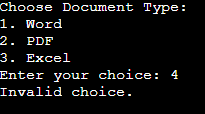 Choose Document Type:
1. Word
2. PDF
3. Excel
Enter your choice: 4
Invalid choice.